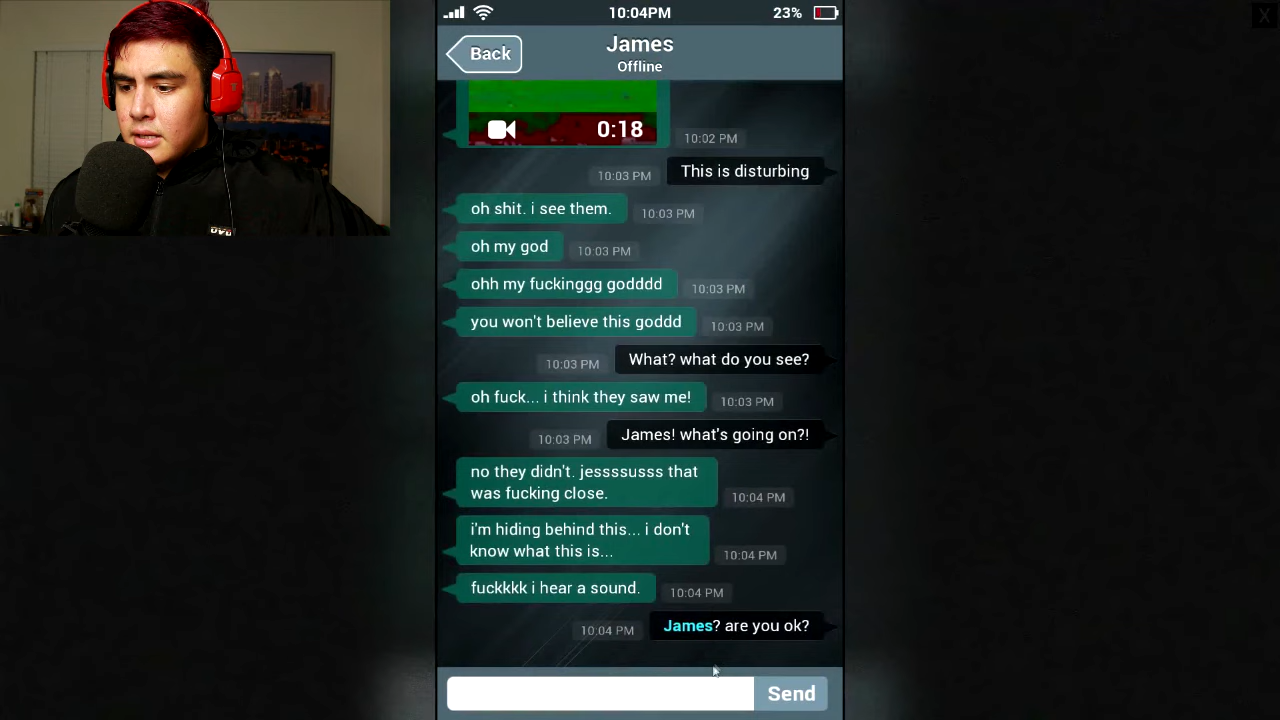 10:04PM
23%
X
Back
James
Offline
0:18
10:02 PM
This is disturbing
10:03 PM
oh shit. i see them.
10:03 PM
oh my god
10:03 PM
ohh my fuckinggg godddd
10:03 PM
you won't believe this goddd
10:03 PM
What? what do you see?
10:03 PM
oh fuck... i think they saw me!
10:03 PM
James! what's going on?!
10:03 PM
no they didn't. jessssusss that
was fucking close.
10:04 PM
i'm hiding behind this... i don't
know what this is...
10:04 PM
fuckkkk i hear a sound.
10:04 PM
James? are you ok?
10:04 PM
Send